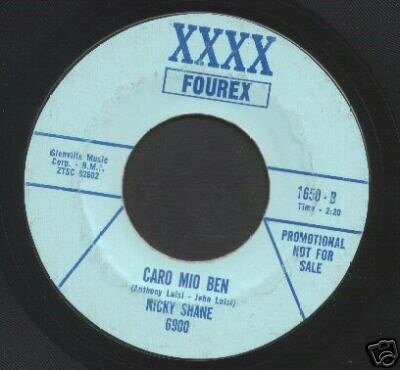 XXXX
FOUREX
Glenville Music
Corp. - B.M.I.
ZTSC 82602
1650-B
Time - 2:20
PROMOTIONAL
NOT FOR
SALE
CARO MIO BEN
(Anthony Luisi - John Luisi)
NICKY SHANE
6900
eb